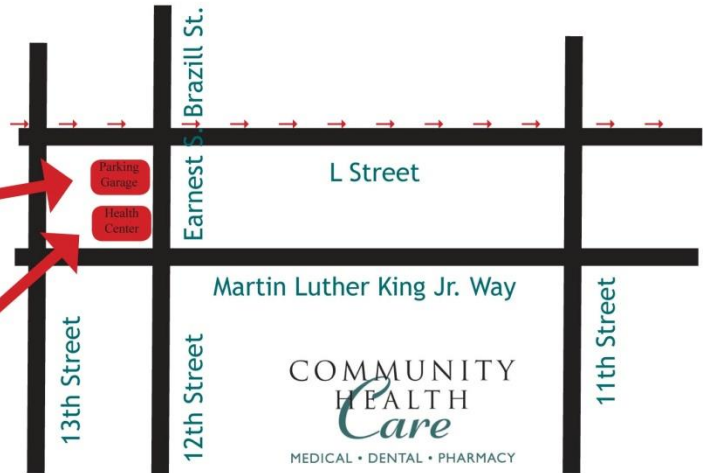 Earnest S. Brazill St.
Parking
Garage
L Street
Health
Center
Martin Luther King Jr. Way
13th Street
12th Street
11th Street
COMMUNITY
HEALTH
Care
MEDICAL • DENTAL • PHARMACY